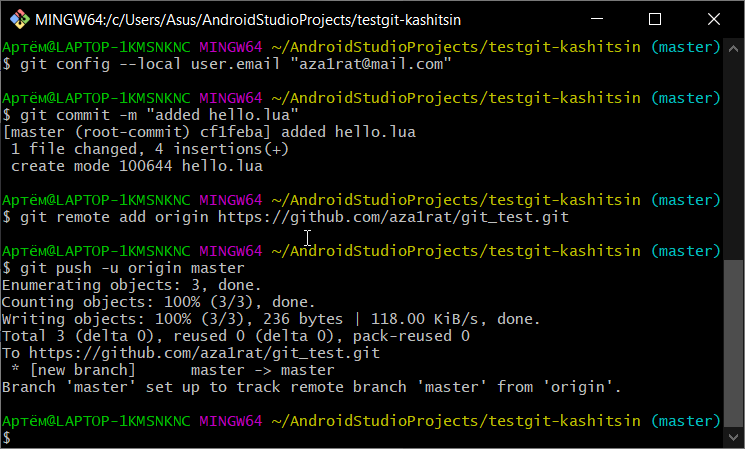 MINGW64:/c/Users/Asus/AndroidStudioProjects/testgit-kashitsin
Артём@LAPTOP-1KMSNKNC MINGW64 ~/AndroidStudioProjects/testgit-kashitsin (master)
$ git config --local user.email "aza1rat@mail.com"
Артём@LAPTOP-1KMSNKNC MINGW64 ~/AndroidStudioProjects/testgit-kashitsin (master)
$ git commit -m "added hello.lua"
[master (root-commit) cf1feba] added hello.lua
1 file changed, 4 insertions(+)
create mode 100644 hello.lua
Артём@LAPTOP-1KMSNKNC MINGW64 ~/AndroidStudioProjects/testgit-kashitsin (master)
$ git remote add origin https://github.com/aza1rat/git_test.git
Артём@LAPTOP-1KMSNKNC MINGW64 ~/AndroidStudioProjects/testgit-kashitsin (master)
$ git push -u origin master
Enumerating objects: 3, done.
Counting objects: 100% (3/3), done.
Writing objects: 100% (3/3), 236 bytes | 118.00 KiB/s, done.
Total 3 (delta 0), reused 0 (delta 0), pack-reused 0
To https://github.com/aza1rat/git_test.git
* [new branch]      master -> master
Branch 'master' set up to track remote branch 'master' from 'origin'.
Артём@LAPTOP-1KMSNKNC MINGW64 ~/AndroidStudioProjects/testgit-kashitsin (master)
$